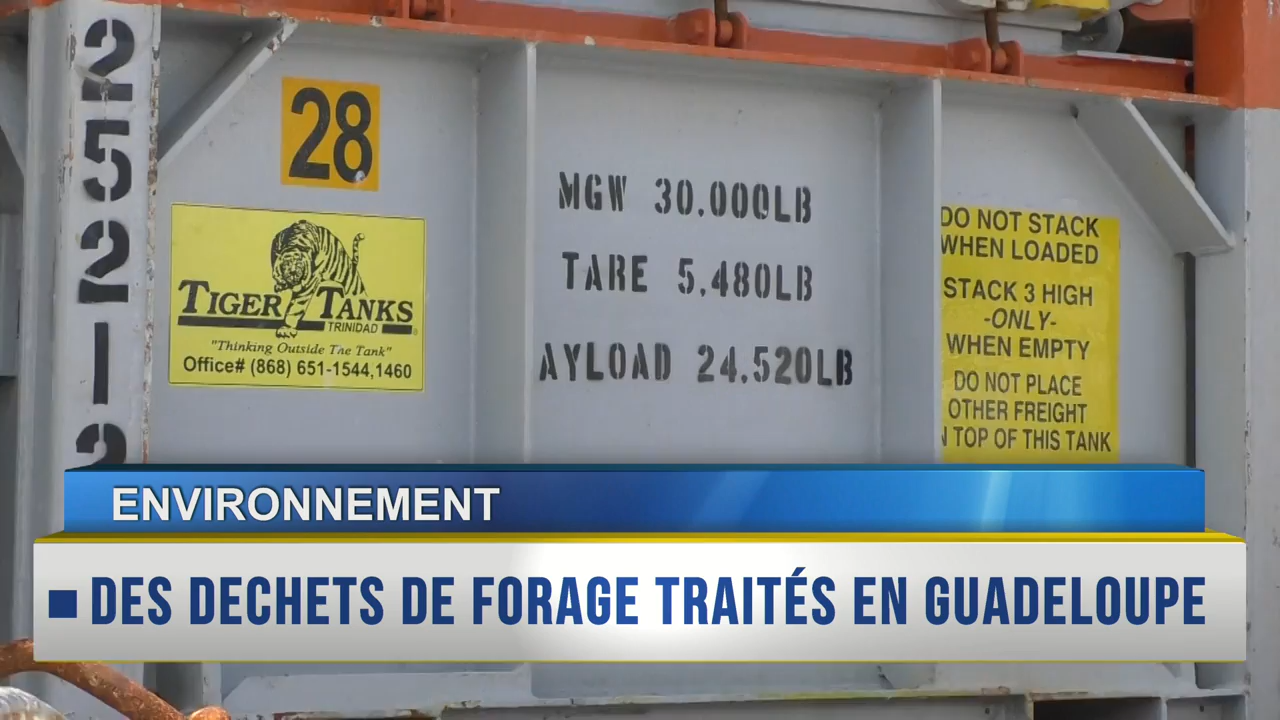 2
5
2
1
2
28
TIGER TANKS
TRINIDAD
"Thinking Outside The Tank"
Office# (868) 651-1544,1460
MGW 30.000LB
TARE 5.480LB
AYLOAD 24.520LB
DO NOT STACK
WHEN LOADED
STACK 3 HIGH
-ONLY-
WHEN EMPTY
DO NOT PLACE
OTHER FREIGHT
N TOP OF THIS TANK
ENVIRONNEMENT
DES DECHETS DE FORAGE TRAITÉS EN GUADELOUPE